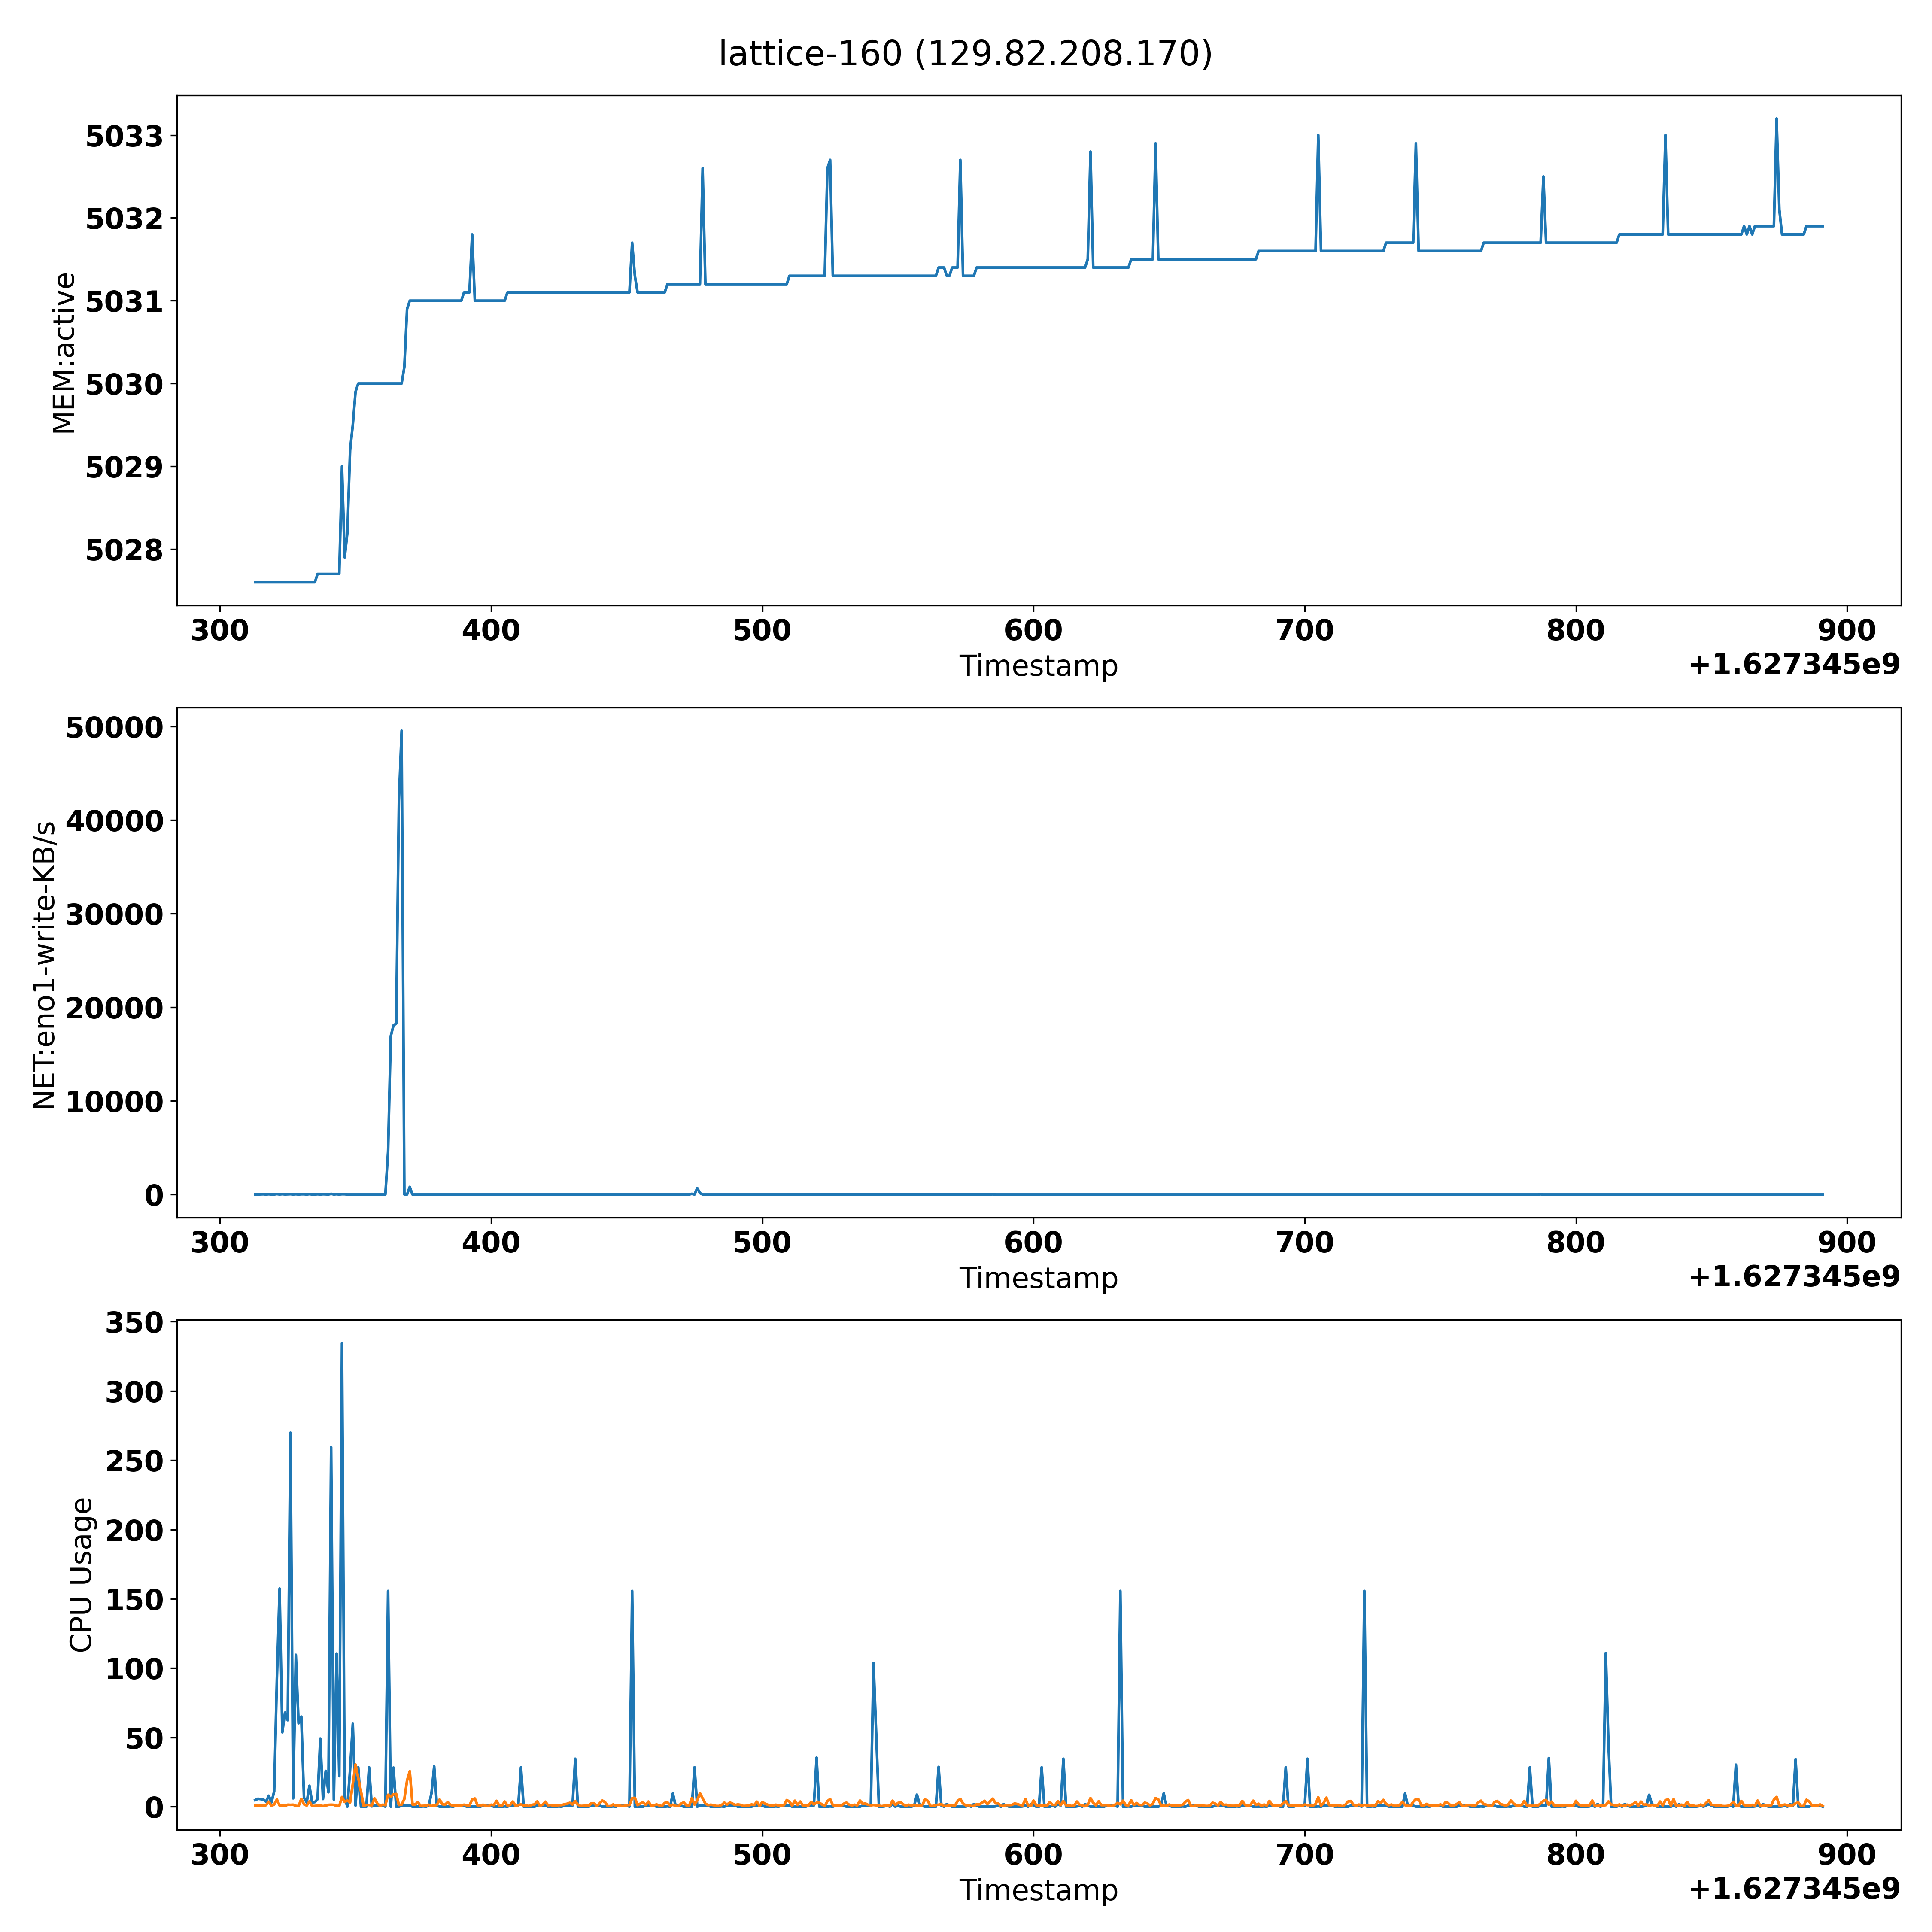 lattice-160 (129.82.208.170)
5033
5032
5031
5030
5029
5028
MEM:active
300 400 500 600 700 800 900
Timestamp
+1.627345e9
50000
40000
30000
20000
10000
0
NET:eno1-write-KB/s
300 400 500 600 700 800 900
Timestamp
+1.627345e9
350
300
250
200
150
100
50
0
CPU Usage
300 400 500 600 700 800 900
Timestamp
+1.627345e9